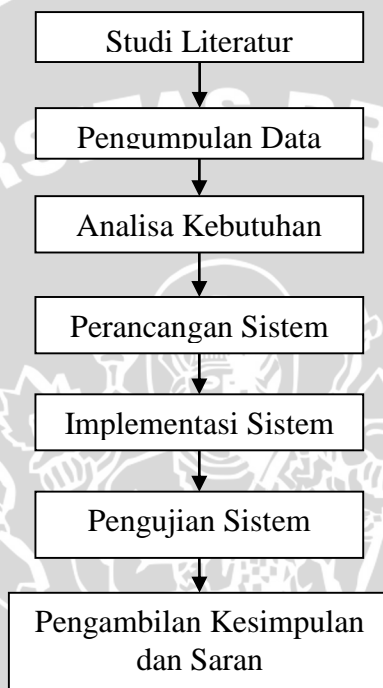 Studi Literatur
Pengumpulan Data
Analisa Kebutuhan
Perancangan Sistem
Implementasi Sistem
Pengujian Sistem
Pengambilan Kesimpulan
dan Saran